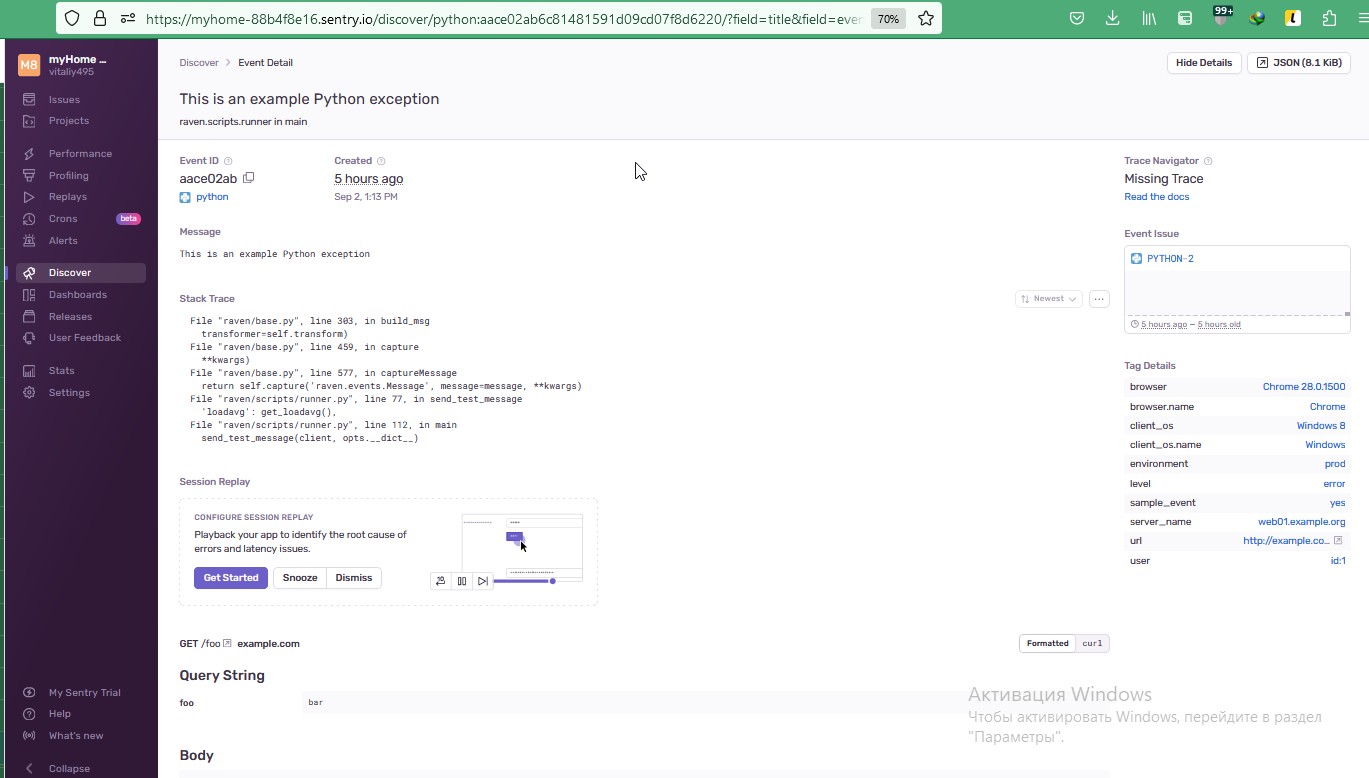 https://myhome-88b4f8e16.sentry.io/discover/python:aace02ab6c81481591d09cd07f8d6220/?field=title&field=even
70%
99+
M8
myHome ...
vitaliy495
Issues
Projects
Performance
Profiling
Replays
Crons beta
Alerts
Discover
Dashboards
Releases
User Feedback
Stats
Settings
My Sentry Trial
Help
What's new
Collapse
Discover > Event Detail
Hide Details
JSON (8.1 KiB)
This is an example Python exception
raven.scripts.runner in main
Event ID
aace02ab
python
Created
5 hours ago
Sep 2, 1:13 PM
Message
This is an example Python exception
Stack Trace
Newest
File "raven/base.py", line 303, in build_msg
transformer=self.transform)
File "raven/base.py", line 459, in capture
**kwargs)
File "raven/base.py", line 577, in captureMessage
return self.capture('raven.events.Message', message=message, **kwargs)
File "raven/scripts/runner.py", line 77, in send_test_message
'loadavg': get_loadavg(),
File "raven/scripts/runner.py", line 112, in main
send_test_message(client, opts.__dict__)
Session Replay
CONFIGURE SESSION REPLAY
Playback your app to identify the root cause of
errors and latency issues.
Get Started
Snooze
Dismiss
GET /foo example.com
Formatted
curl
Query String
foo bar
Body
Trace Navigator
Missing Trace
Read the docs
Event Issue
PYTHON-2
5 hours ago — 5 hours old
Tag Details
browser Chrome 28.0.1500
browser.name Chrome
client_os Windows 8
client_os.name Windows
environment prod
level error
sample_event yes
server_name web01.example.org
url http://example.co...
user id:1
Активация Windows
Чтобы активировать Windows, перейдите в раздел
"Параметры".